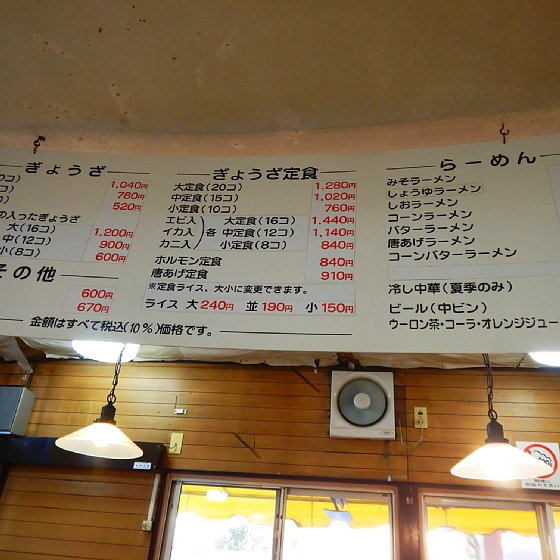 ぎょうざ
コ) 1,040円
コ) 780円
コ) 520円
の入ったぎょうざ
大(16コ) 1,200円
中(12コ) 900円
小(8コ) 600円
その他
600円
670円
ぎょうざ定食
大定食(20コ) 1,280円
中定食(15コ) 1,020円
小定食(10コ) 760円
エビ入 大定食(16コ) 1,440円
イカ入 各 中定食(12コ) 1,140円
カニ入 小定食(8コ) 840円
ホルモン定食 840円
唐あげ定食 910円
※定食ライス、大小に変更できます。
ライス 大240円 並190円 小150円
金額はすべて税込(10%)価格です。
らーめん
みそラーメン
しょうゆラーメン
しおラーメン
コーンラーメン
バターラーメン
唐あげラーメン
コーンバターラーメン
冷し中華(夏季のみ)
ビール(中ビン)
ウーロン茶・コーラ・オレンジジュー